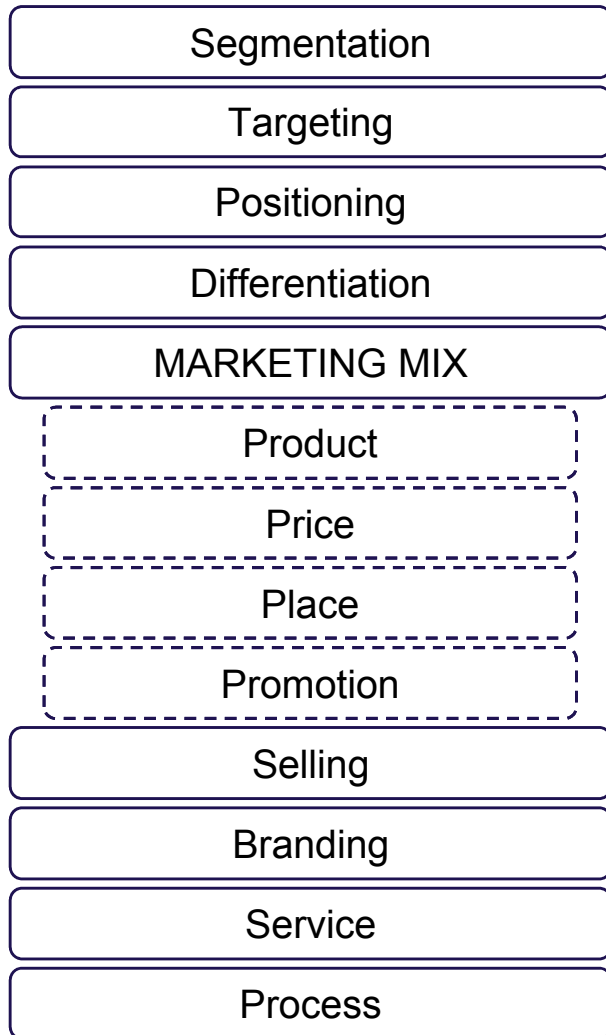 Segmentation
Targeting
Positioning
Differentiation
MARKETING MIX
Product
Price
Place
Promotion
Selling
Branding
Service
Process